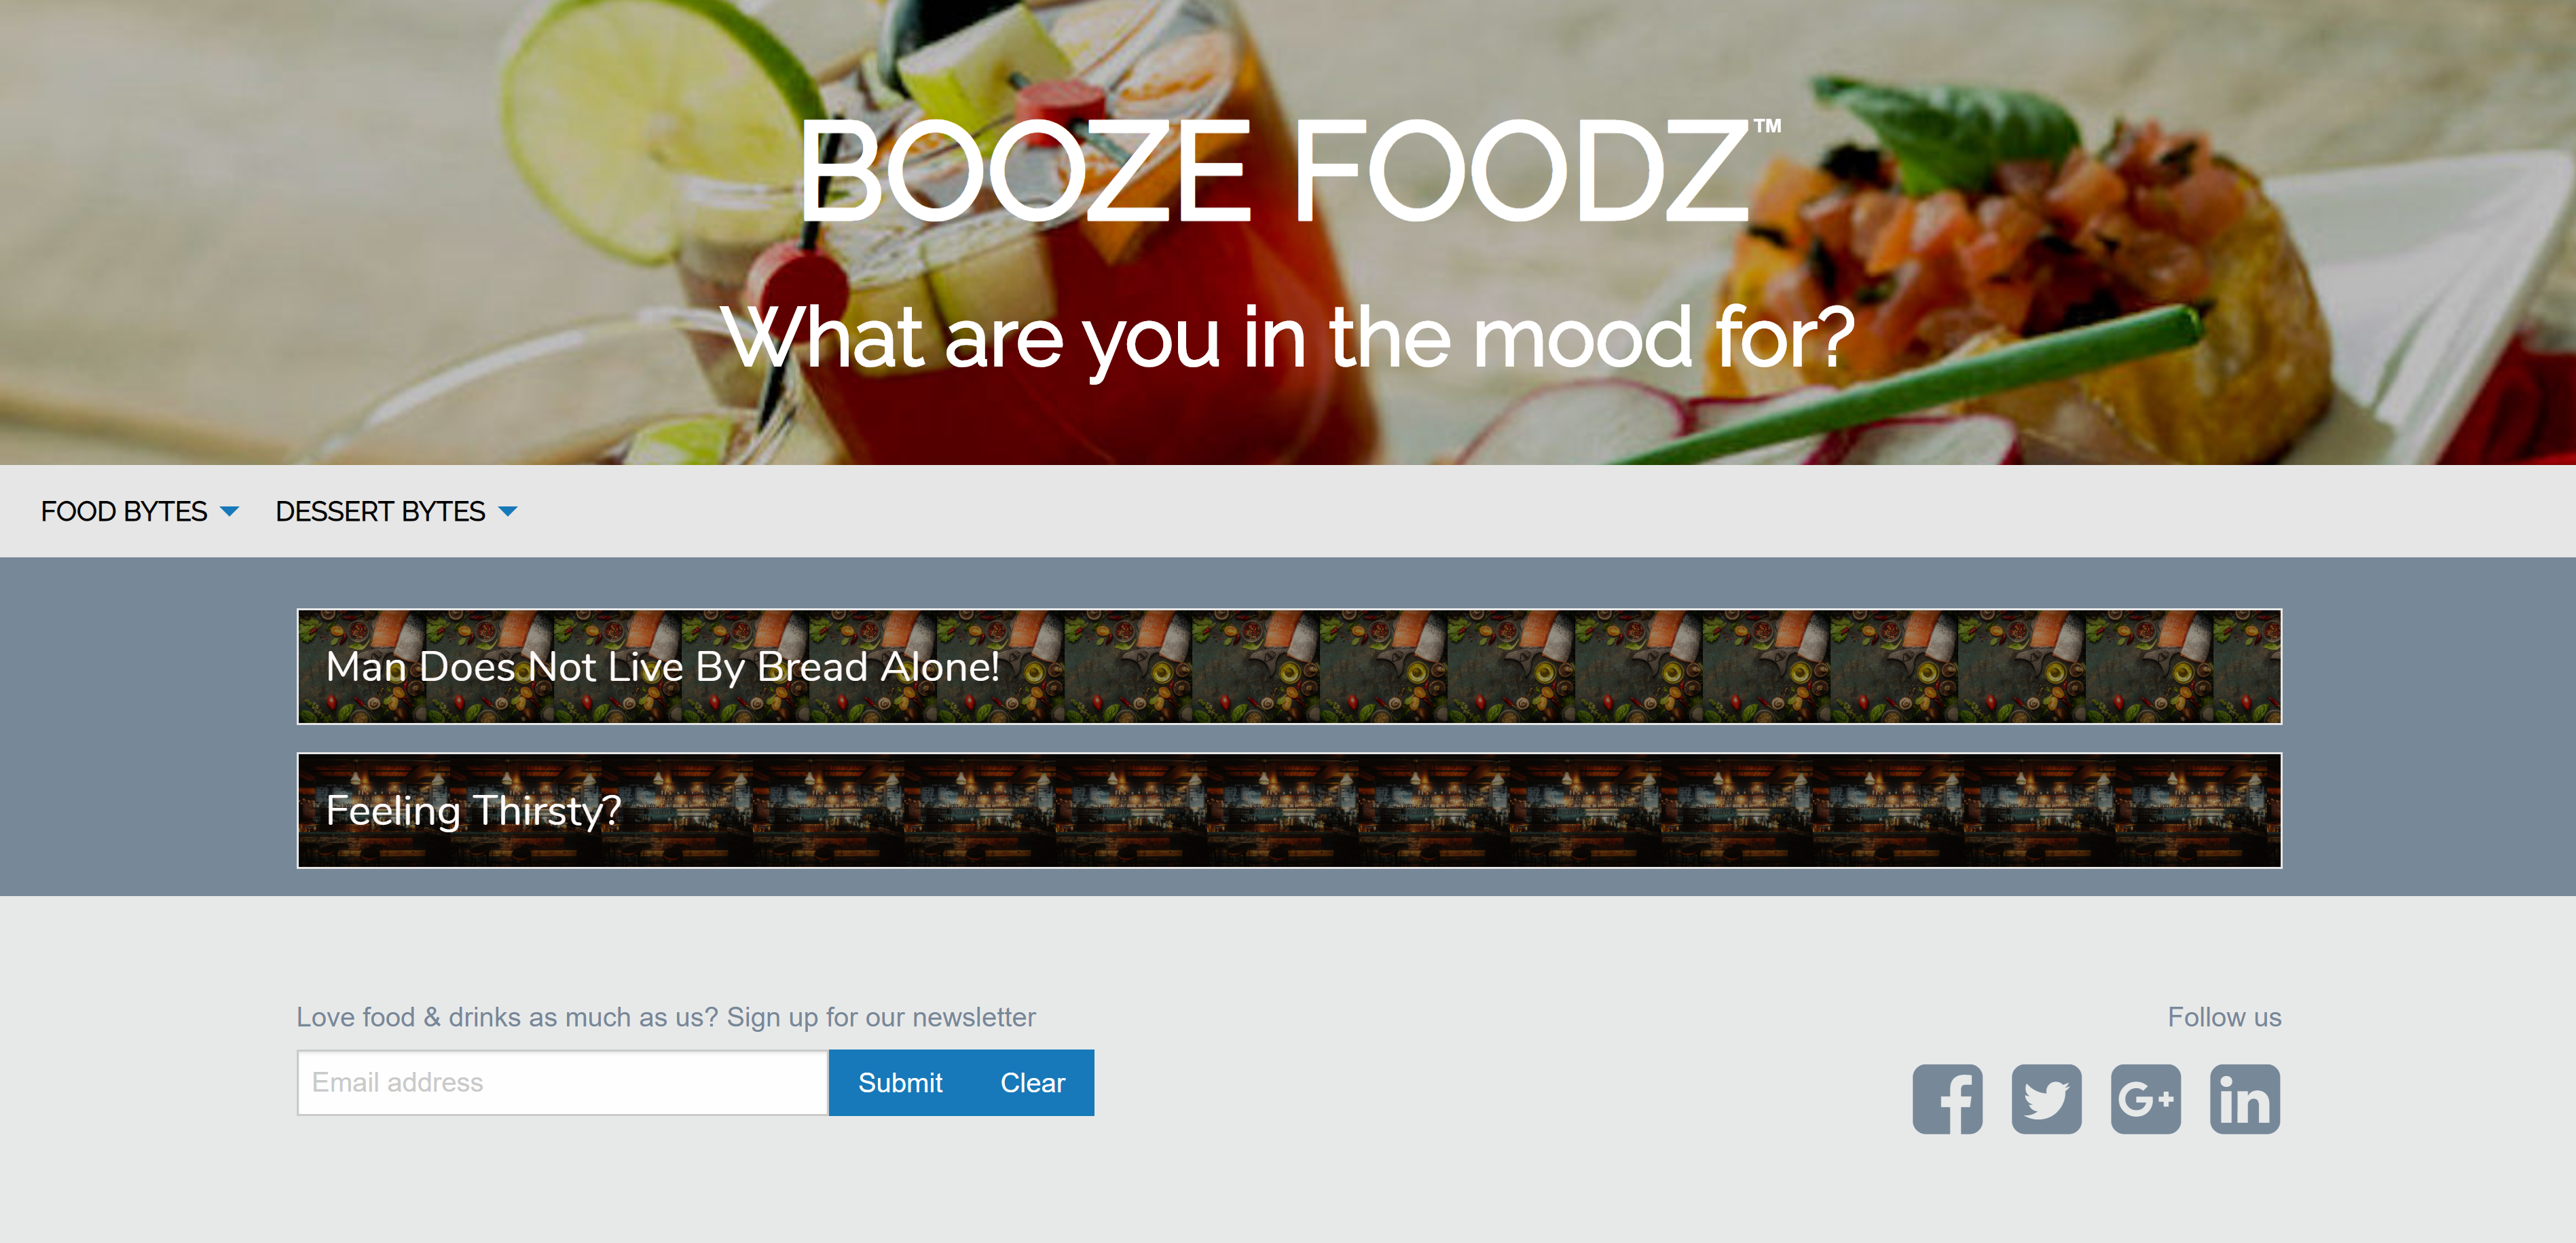 BOOZE FOODZ™
What are you in the mood for?
FOOD BYTES
DESSERT BYTES
Man Does Not Live By Bread Alone!
Feeling Thirsty?
Love food & drinks as much as us? Sign up for our newsletter
Follow us
Email address
Submit
Clear
f
G+
in